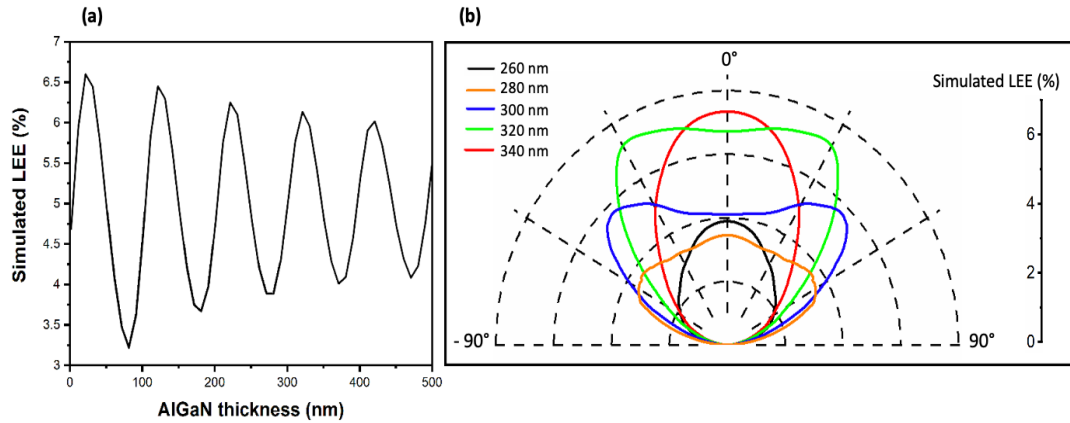 (a)
7
6.5
6
5.5
5
4.5
4
3.5
3
Simulated LEE (%)
0
100
200
300
400
500
AlGaN thickness (nm)
(b)
260 nm
280 nm
300 nm
320 nm
340 nm
0°
Simulated LEE (%)
6
4
2
0
- 90°
90°